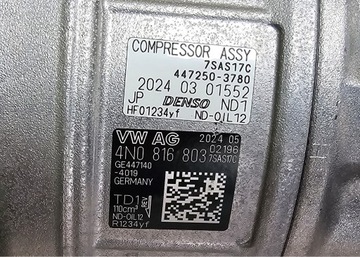 COMPRESSOR ASSY
7SAS17C
447250-3780
2024 03 01552
JP DENSO ND1
HFO1234yf ND-OIL12
VW AG 2024 05
02196
4N0 816 803 7SAS17C
GE447140
-4019
GERMANY
TD1 REV
110cm³
ND-OIL12
R1234yf